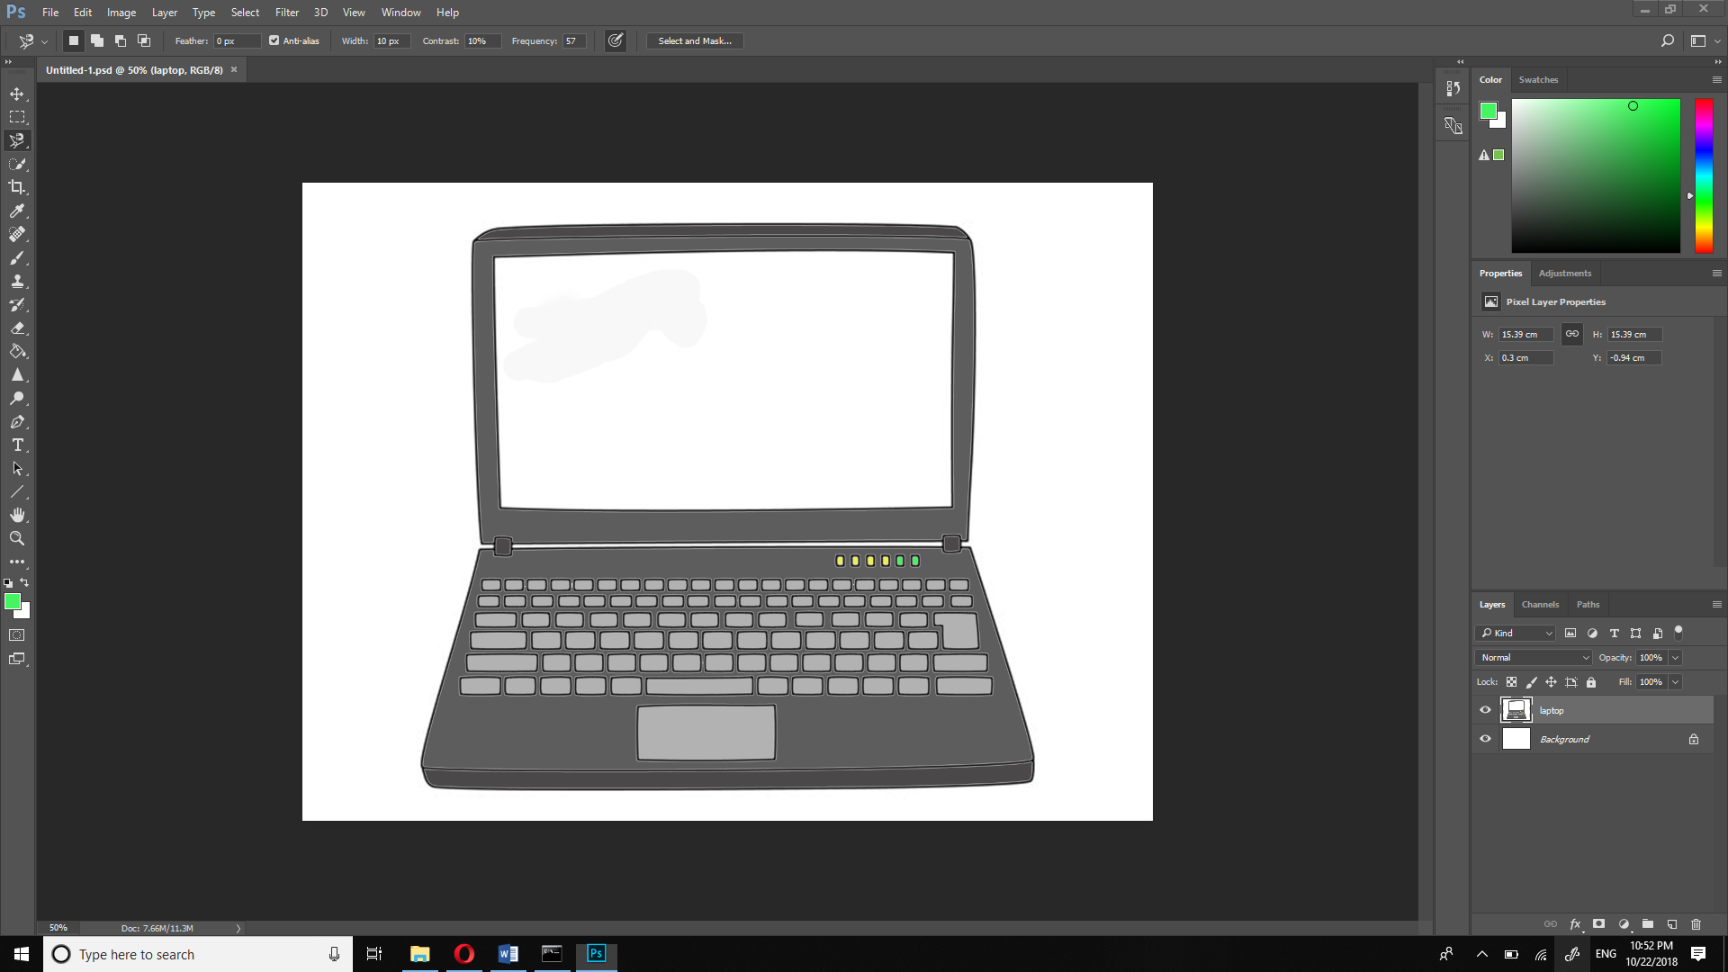 Ps File Edit Image Layer Type Select Filter 3D View Window Help
Feather: 0 px Anti-alias Width: 10 px Contrast: 10% Frequency: 57 Select and Mask...
Untitled-1.psd @ 50% (laptop, RGB/8) ×
Color Swatches
Properties Adjustments
Pixel Layer Properties
W: 15.39 cm H: 15.39 cm
X: 0.3 cm Y: -0.94 cm
Layers Channels Paths
Kind
Normal Opacity: 100%
Lock: Fill: 100%
laptop
Background
fx
50% Doc: 7.66M/11.3M
Type here to search
Ps
ENG
10:52 PM
10/22/2018